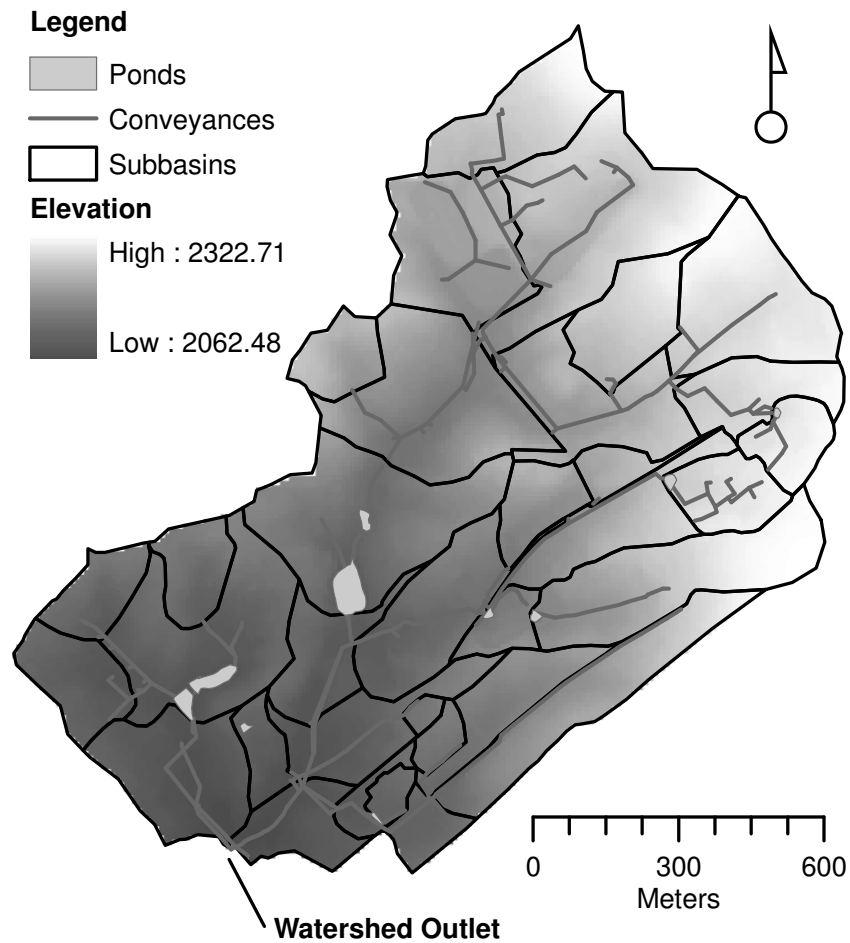 Legend
Ponds
Conveyances
Subbasins
Elevation
High : 2322.71
Low : 2062.48
0 300 600
Meters
Watershed Outlet